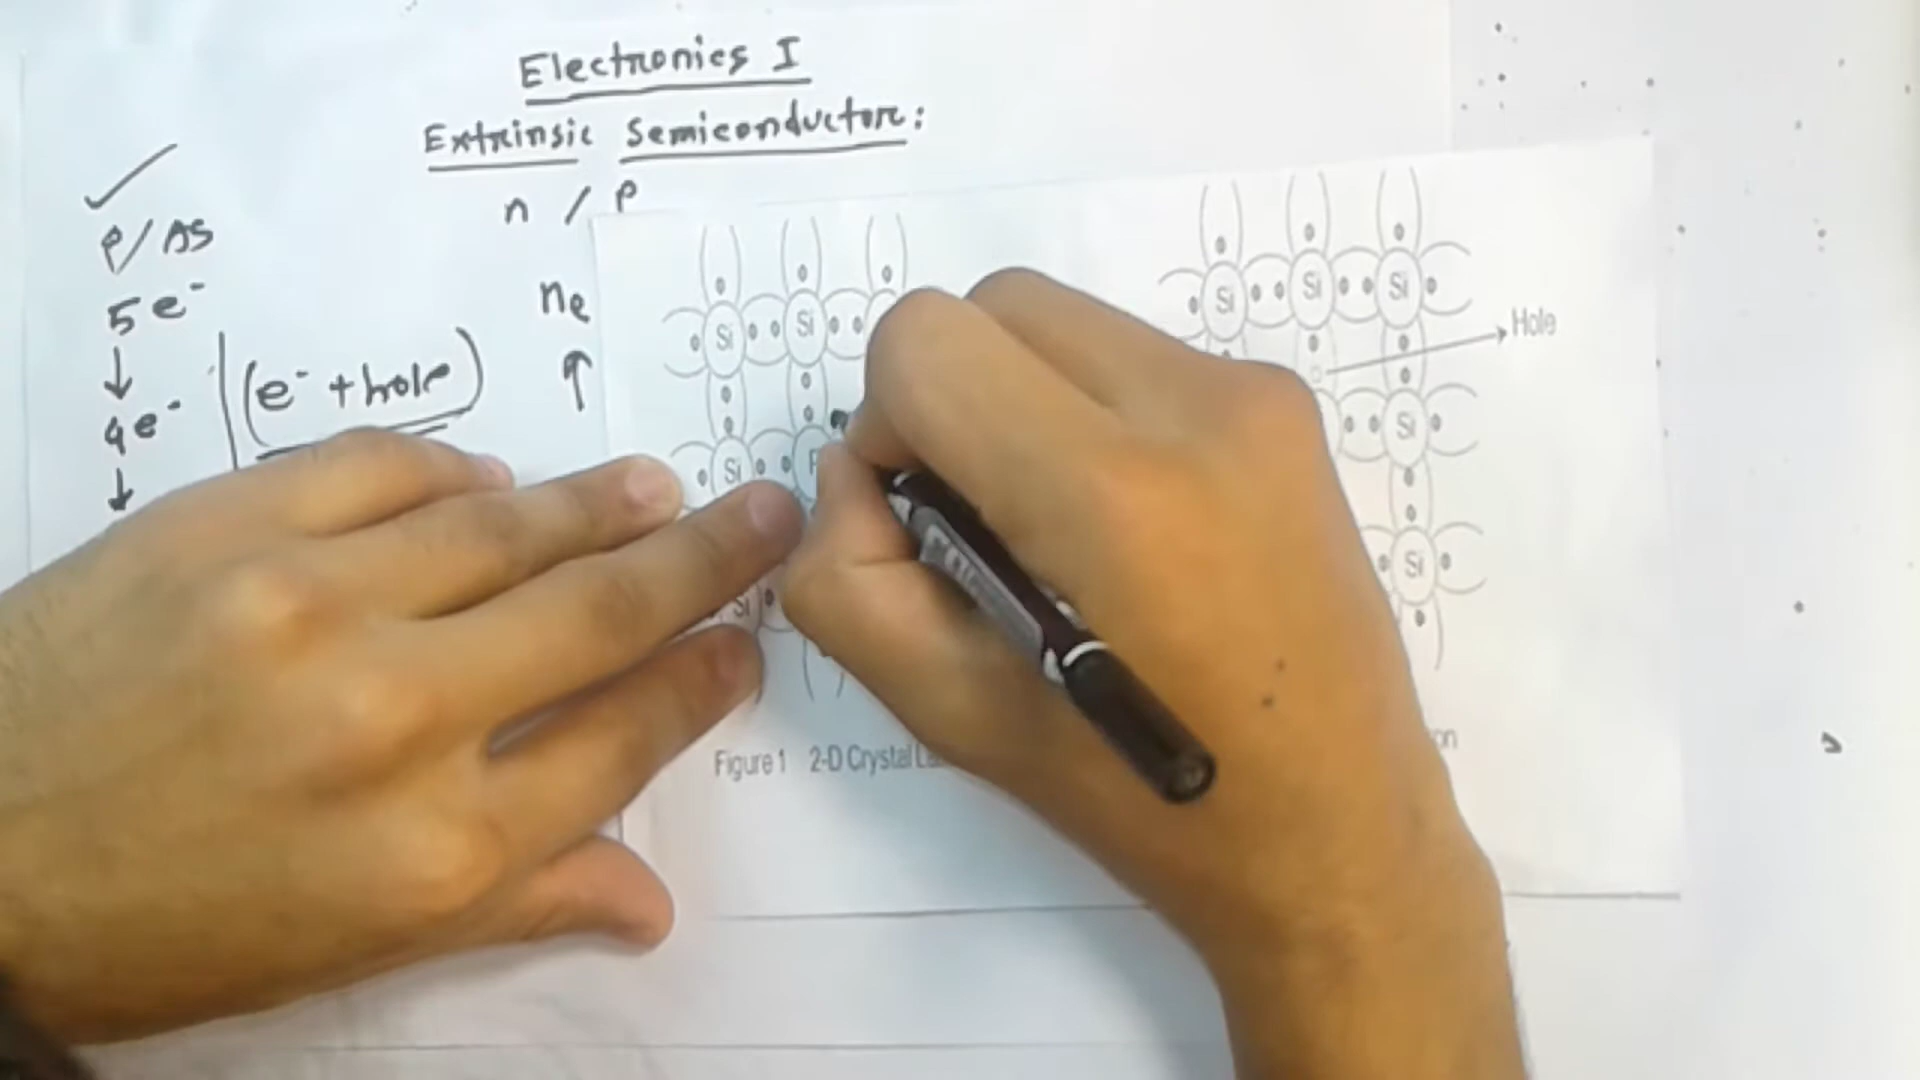 Electronics I
Extrinsic Semiconductor:
n / P
P/AS
5e⁻
↓
4e⁻
↓
(e⁻ + hole)
ne
↑
Si Si
Si P
Si
Si Si Si
Hole
Si
Si
Figure 1 2-D Crystal